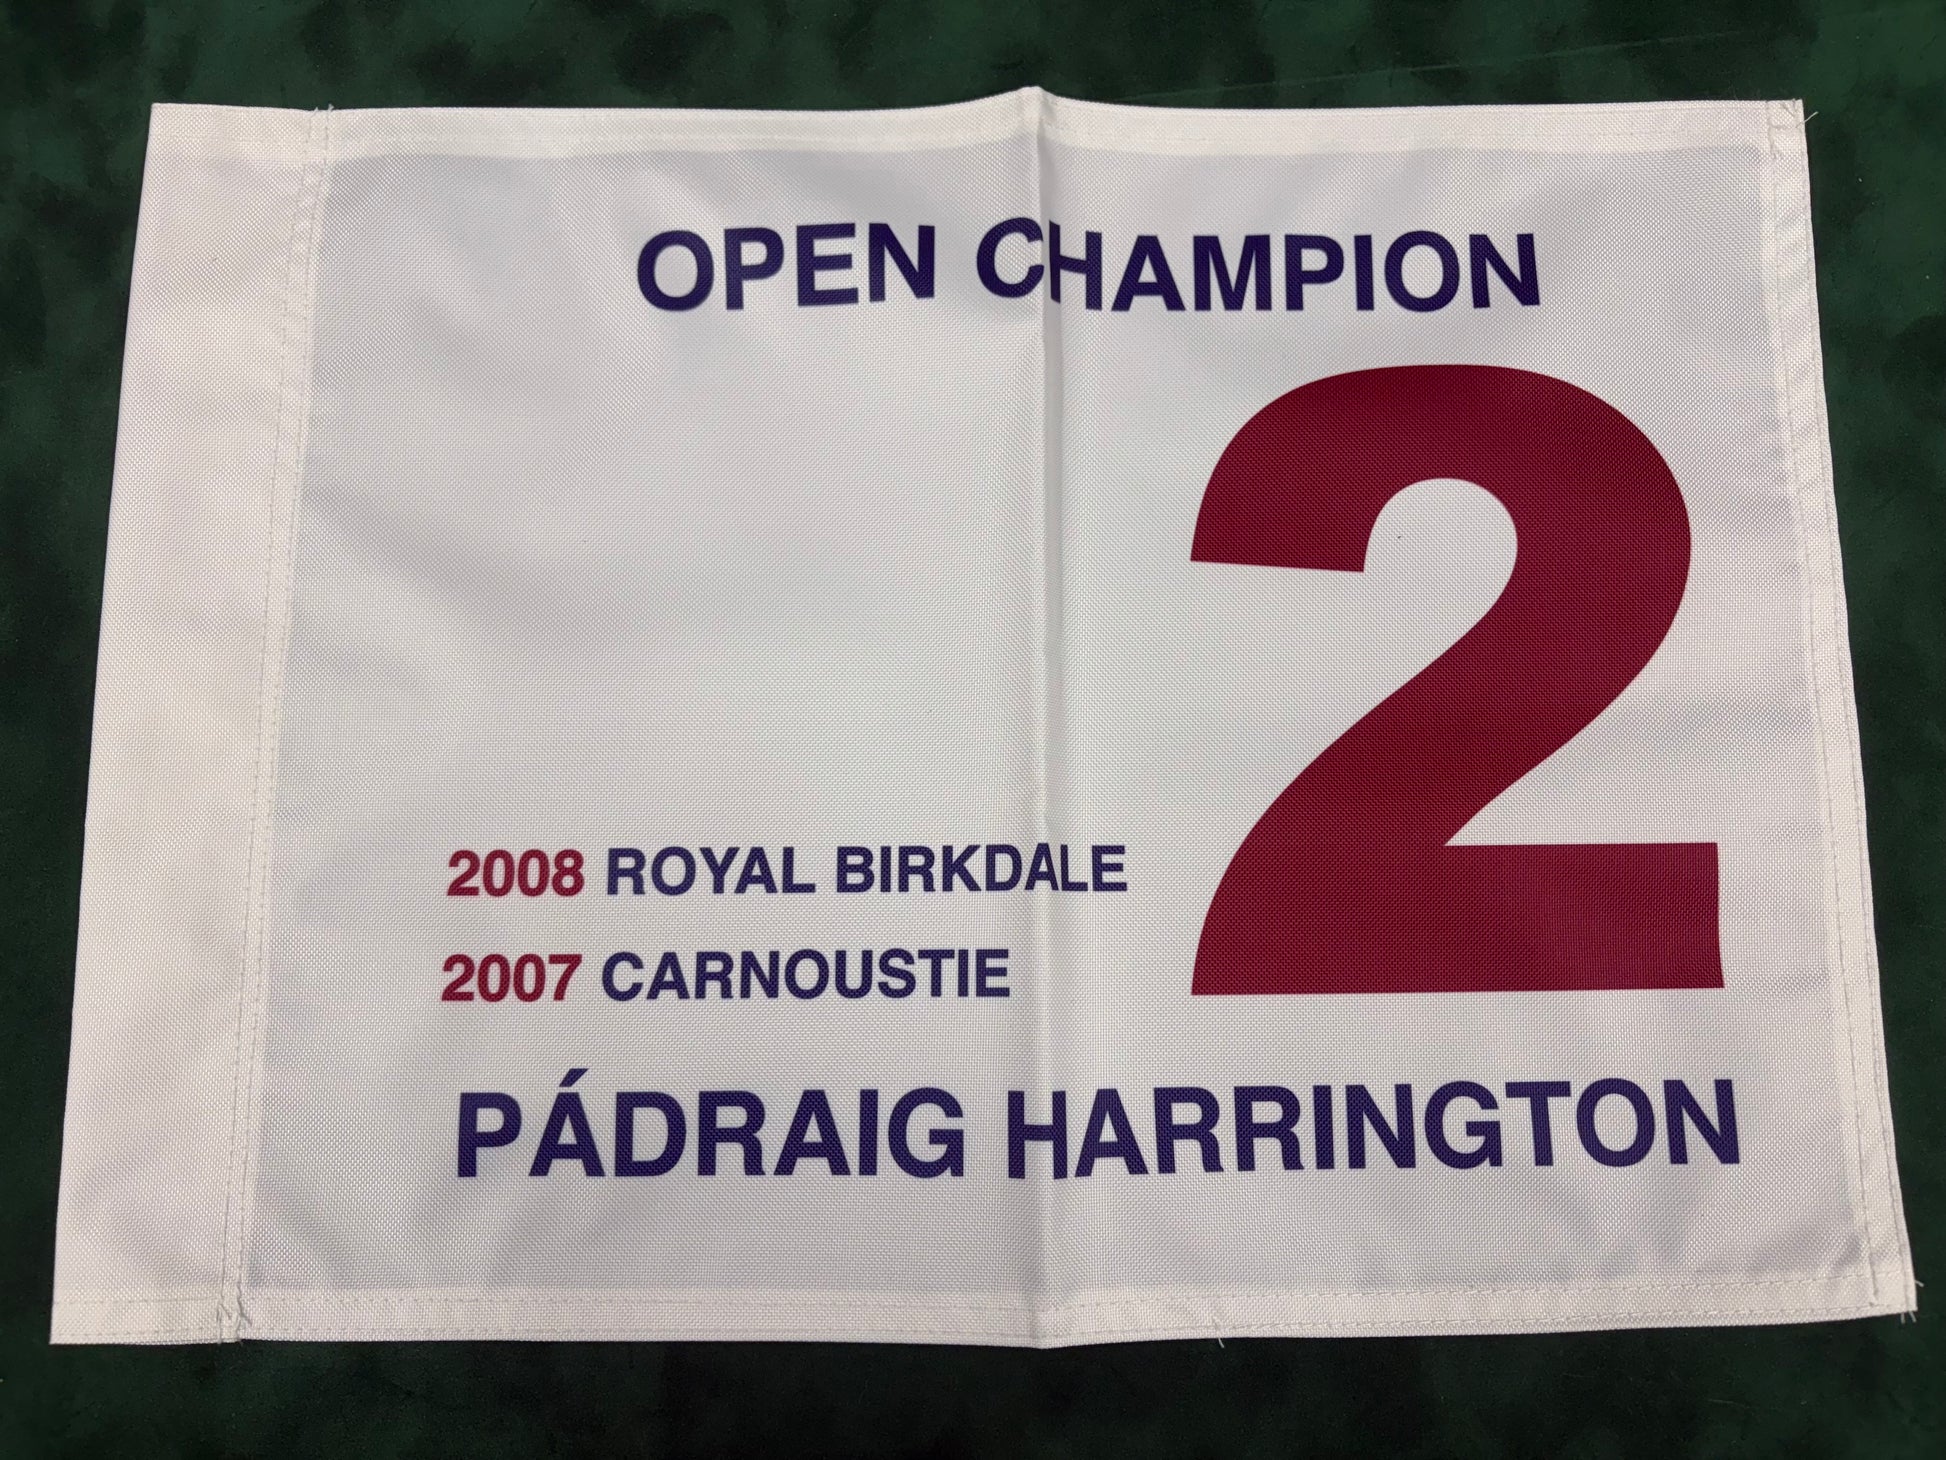 OPEN CHAMPION
2
2008 ROYAL BIRKDALE
2007 CARNOUSTIE
PÁDRAIG HARRINGTON